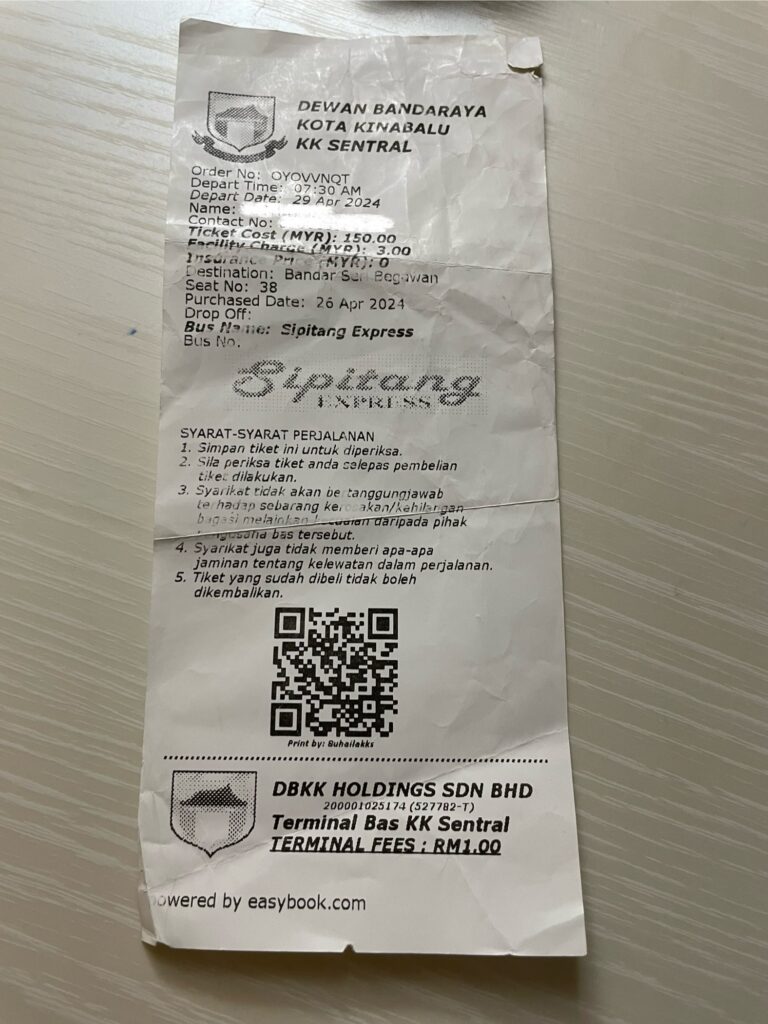 DEWAN BANDARAYA
KOTA KINABALU
KK SENTRAL
Order No: OYOVVNQT
Depart Time: 07:30 AM
Depart Date: 29 Apr 2024
Name:
Contact No:
Ticket Cost (MYR): 150.00
Facility Charge (MYR): 3.00
Insurance Price (MYR): 0
Destination: Bandar Seri Begawan
Seat No: 38
Purchased Date: 26 Apr 2024
Drop Off:
Bus Name: Sipitang Express
Bus No.
Sipitang
EXPRESS
SYARAT-SYARAT PERJALANAN
1. Simpan tiket ini untuk diperiksa.
2. Sila periksa tiket anda selepas pembelian
tiket dilakukan.
3. Syarikat tidak akan bertanggungjawab
terhadap sebarang kerosakan/kehilangan
bagasi melainkan kecuaian daripada pihak
pengusaha bas tersebut.
4. Syarikat juga tidak memberi apa-apa
jaminan tentang kelewatan dalam perjalanan.
5. Tiket yang sudah dibeli tidak boleh
dikembalikan.
Print by: Buhailakks
DBKK HOLDINGS SDN BHD
200001025174 (527782-T)
Terminal Bas KK Sentral
TERMINAL FEES : RM1.00
powered by easybook.com